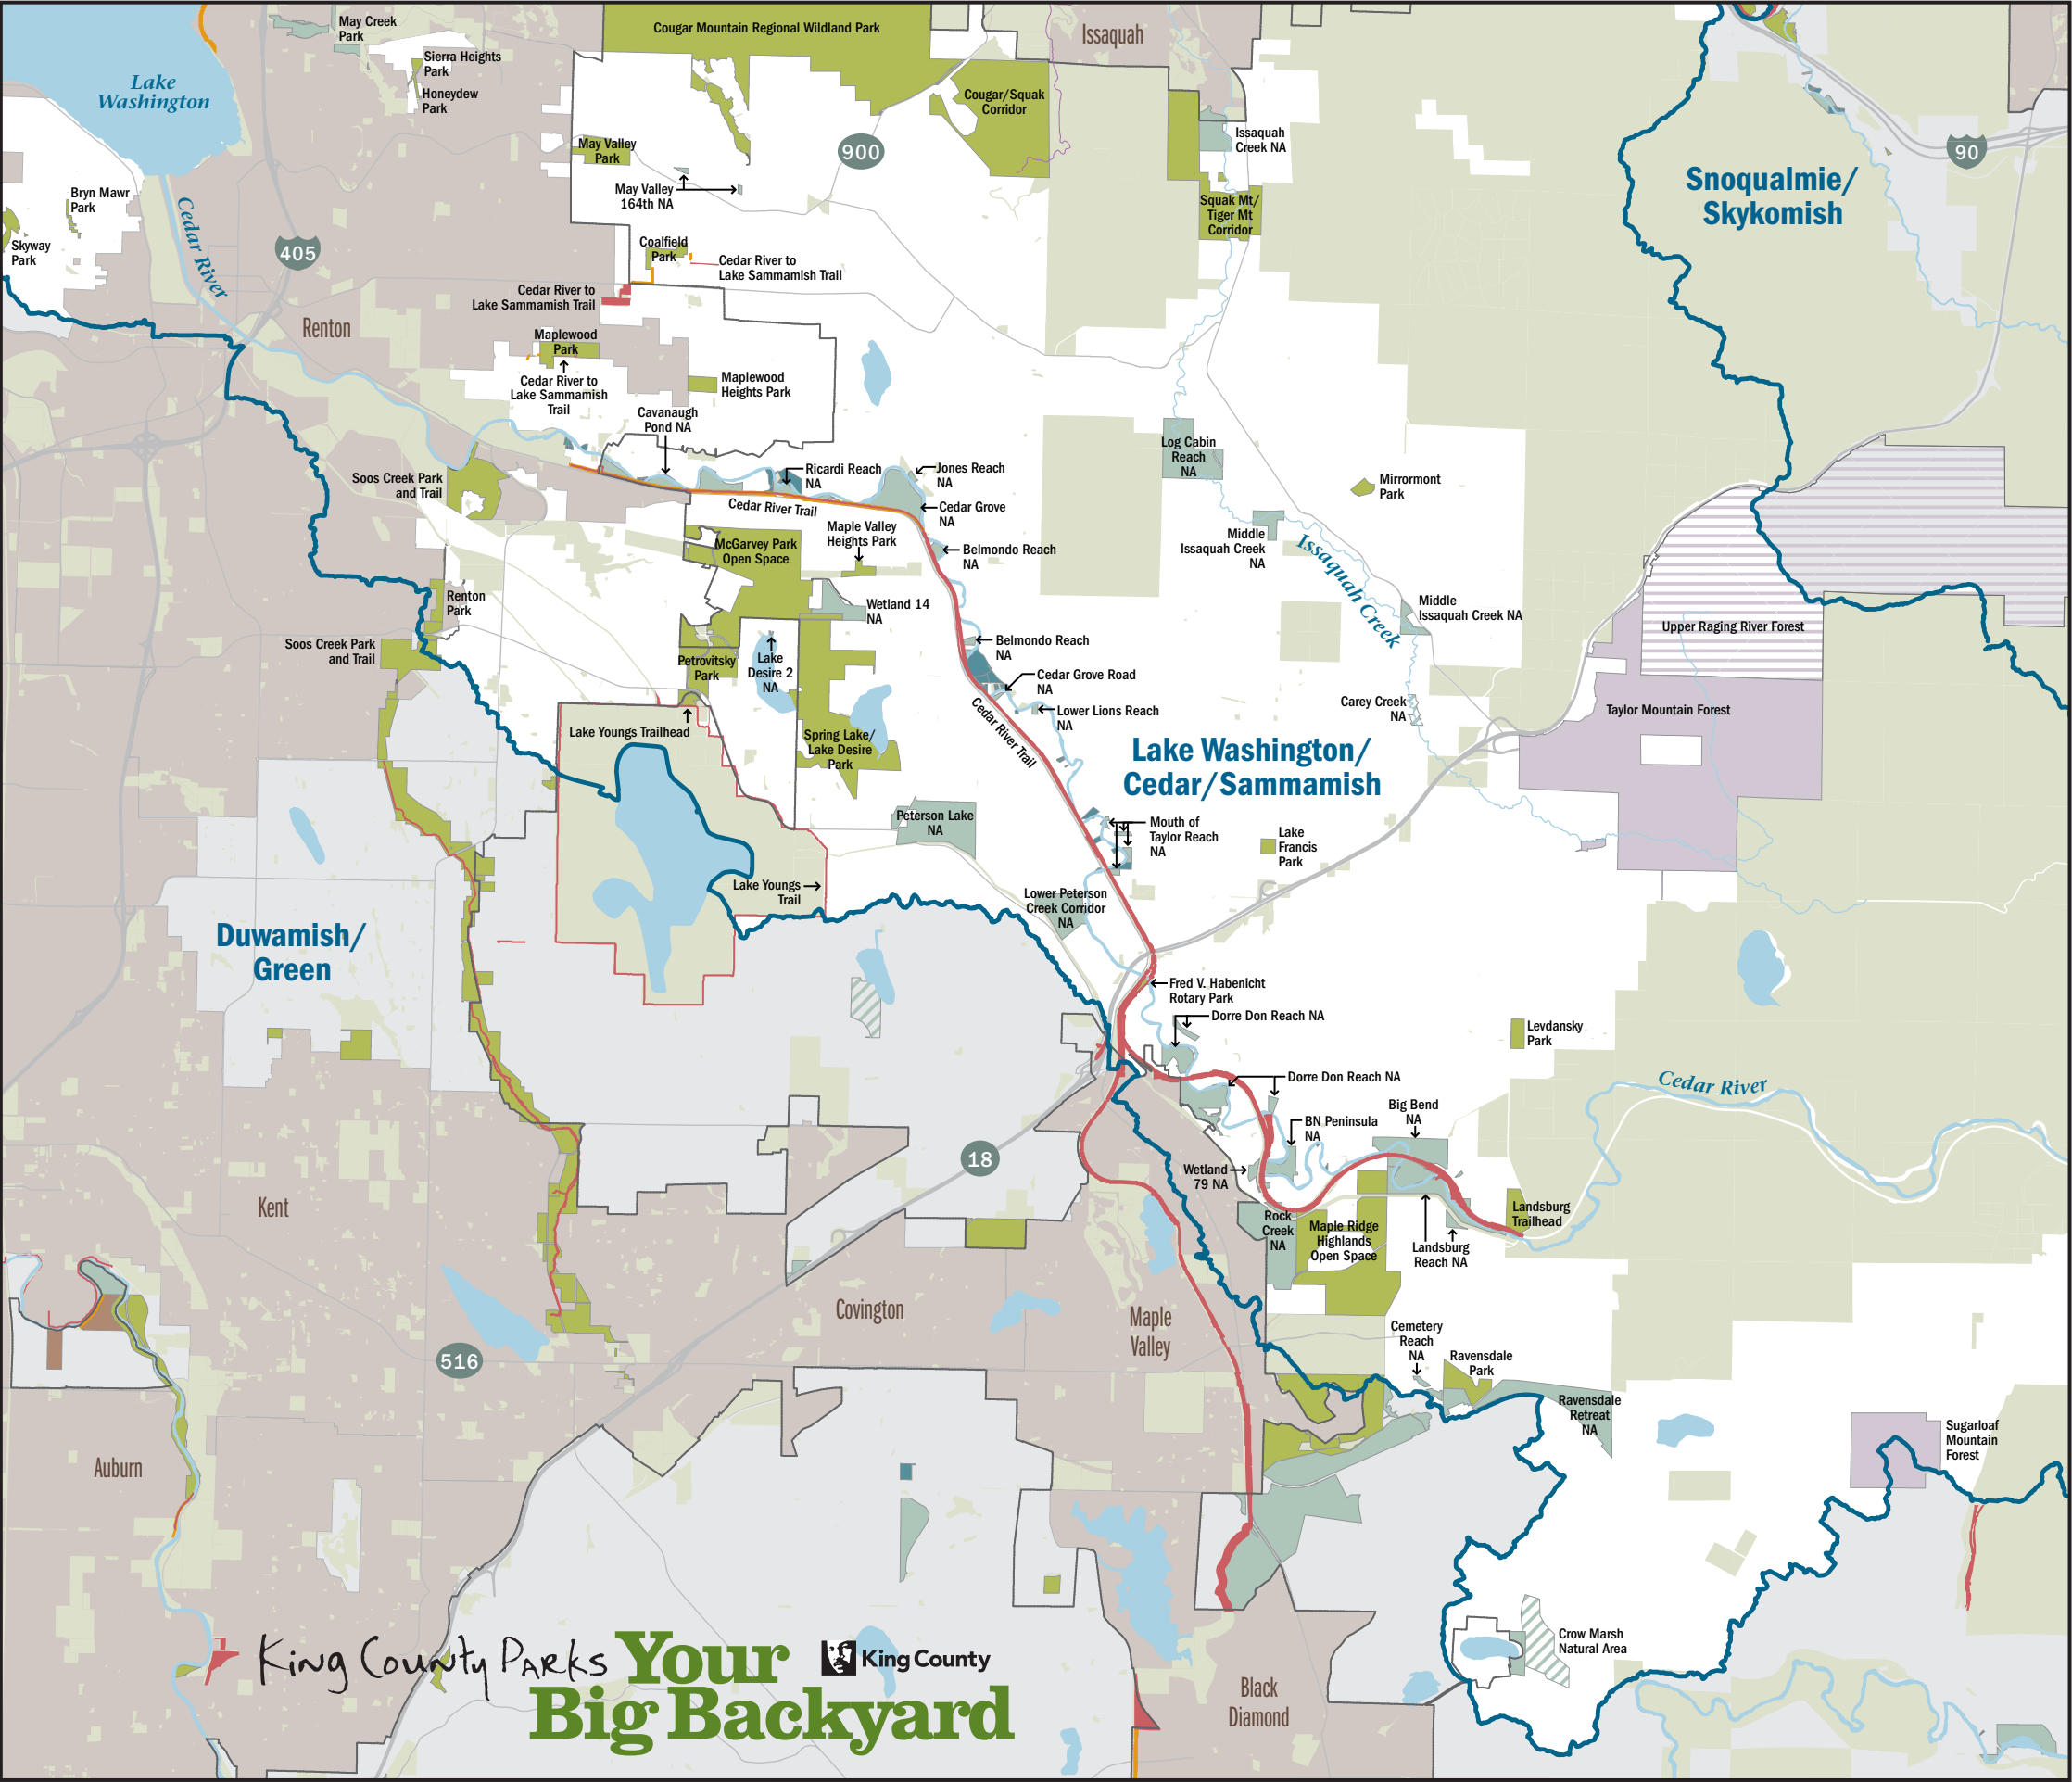 May Creek
Park
Sierra Heights
Park
Honeydew
Park
Cougar Mountain Regional Wildland Park
Issaquah
Lake
Washington
Cougar/Squak
Corridor
May Valley
Park
900
Issaquah
Creek NA
90
Bryn Mawr
Park
May Valley
164th NA
Squak Mt/
Tiger Mt
Corridor
Snoqualmie/
Skykomish
Skyway
Park
Cedar River
405
Coalfield
Park
Cedar River to
Lake Sammamish Trail
Cedar River to
Lake Sammamish Trail
Renton
Maplewood
Park
Cedar River to
Lake Sammamish
Trail
Maplewood
Heights Park
Cavanaugh
Pond NA
Log Cabin
Reach
NA
Soos Creek Park
and Trail
Ricardi Reach
NA
Jones Reach
NA
Mirrormont
Park
Cedar River Trail
Cedar Grove
NA
Maple Valley
Heights Park
McGarvey Park
Open Space
Belmondo Reach
NA
Middle
Issaquah Creek
NA
Issaquah Creek
Renton
Park
Wetland 14
NA
Middle
Issaquah Creek NA
Upper Raging River Forest
Soos Creek Park
and Trail
Petrovitsky
Park
Lake
Desire 2
NA
Belmondo Reach
NA
Cedar Grove Road
NA
Lower Lions Reach
NA
Carey Creek
NA
Taylor Mountain Forest
Lake Youngs Trailhead
Spring Lake/
Lake Desire
Park
Cedar River Trail
Lake Washington/
Cedar/Sammamish
Peterson Lake
NA
Mouth of
Taylor Reach
NA
Lake
Francis
Park
Lake Youngs
Trail
Lower Peterson
Creek Corridor
NA
Duwamish/
Green
Fred V. Habenicht
Rotary Park
Dorre Don Reach NA
Levdansky
Park
Dorre Don Reach NA
Cedar River
Big Bend
NA
BN Peninsula
NA
18
Wetland
79 NA
Kent
Rock
Creek
NA
Maple Ridge
Highlands
Open Space
Landsburg
Reach NA
Landsburg
Trailhead
Covington
Maple
Valley
Cemetery
Reach
NA
Ravensdale
Park
516
Ravensdale
Retreat
NA
Sugarloaf
Mountain
Forest
Auburn
Crow Marsh
Natural Area
King County Parks
Your
Big Backyard
King County
Black
Diamond